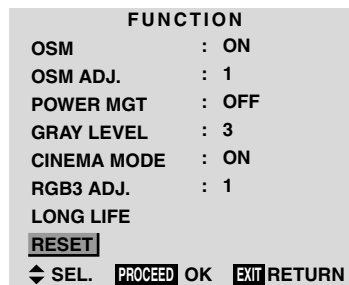 FUNCTION
OSM : ON
OSM ADJ. : 1
POWER MGT : OFF
GRAY LEVEL : 3
CINEMA MODE : ON
RGB3 ADJ. : 1
LONG LIFE
RESET
SEL. PROCEED OK EXIT RETURN